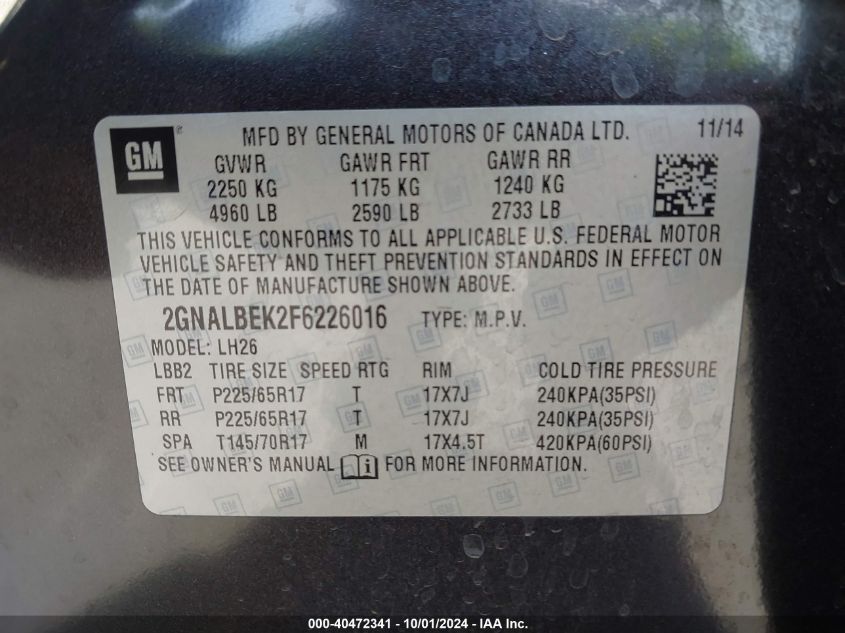 GM ® MFD BY GENERAL MOTORS OF CANADA LTD. 11/14
GVWR GAWR FRT GAWR RR
2250 KG 1175 KG 1240 KG
4960 LB 2590 LB 2733 LB
THIS VEHICLE CONFORMS TO ALL APPLICABLE U.S. FEDERAL MOTOR
VEHICLE SAFETY AND THEFT PREVENTION STANDARDS IN EFFECT ON
THE DATE OF MANUFACTURE SHOWN ABOVE.
2GNALBEK2F6226016 TYPE: M.P.V.
MODEL: LH26
LBB2 TIRE SIZE SPEED RTG RIM COLD TIRE PRESSURE
FRT P225/65R17 T 17X7J 240KPA(35PSI)
RR P225/65R17 T 17X7J 240KPA(35PSI)
SPA T145/70R17 M 17X4.5T 420KPA(60PSI)
SEE OWNER'S MANUAL i FOR MORE INFORMATION.
000-40472341 - 10/01/2024 - IAA Inc.